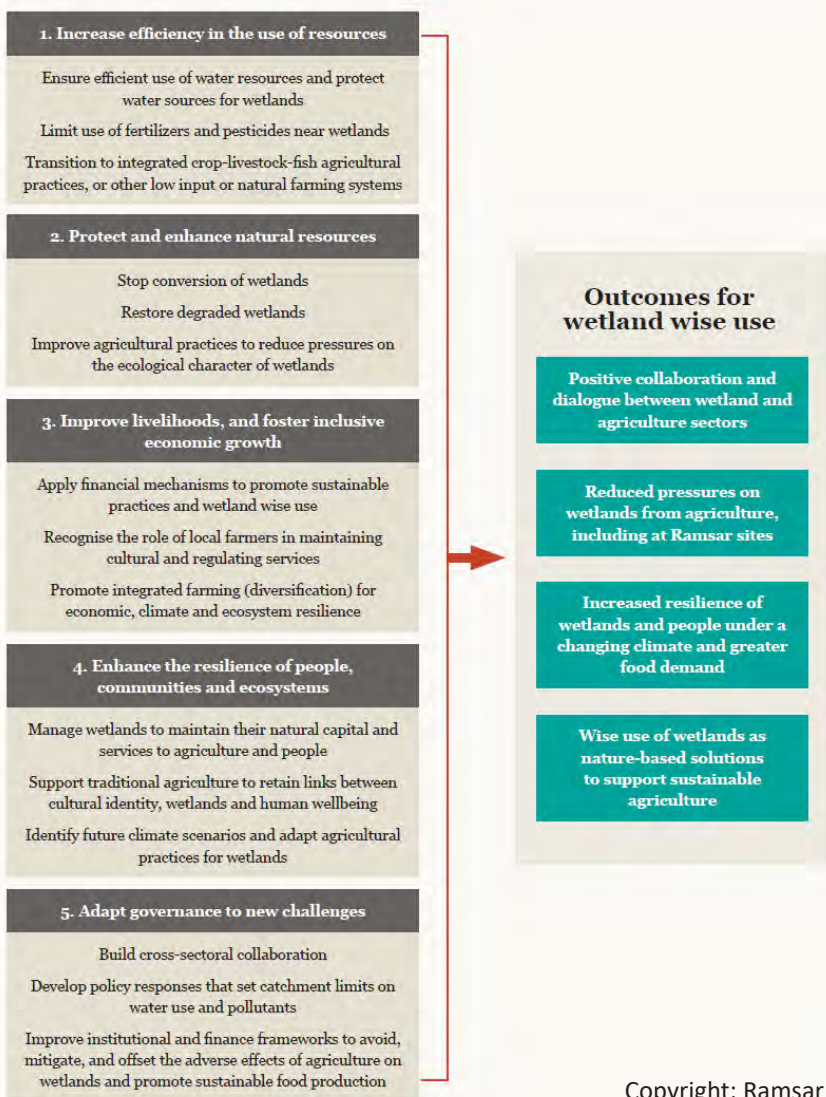 1. Increase efficiency in the use of resources
Ensure efficient use of water resources and protect
water sources for wetlands
Limit use of fertilizers and pesticides near wetlands
Transition to integrated crop-livestock-fish agricultural
practices, or other low input or natural farming systems
2. Protect and enhance natural resources
Stop conversion of wetlands
Restore degraded wetlands
Improve agricultural practices to reduce pressures on
the ecological character of wetlands
3. Improve livelihoods, and foster inclusive
economic growth
Apply financial mechanisms to promote sustainable
practices and wetland wise use
Recognise the role of local farmers in maintaining
cultural and regulating services
Promote integrated farming (diversification) for
economic, climate and ecosystem resilience
4. Enhance the resilience of people,
communities and ecosystems
Manage wetlands to maintain their natural capital and
services to agriculture and people
Support traditional agriculture to retain links between
cultural identity, wetlands and human wellbeing
Identify future climate scenarios and adapt agricultural
practices for wetlands
5. Adapt governance to new challenges
Build cross-sectoral collaboration
Develop policy responses that set catchment limits on
water use and pollutants
Improve institutional and finance frameworks to avoid,
mitigate, and offset the adverse effects of agriculture on
wetlands and promote sustainable food production
Outcomes for
wetland wise use
Positive collaboration and
dialogue between wetland and
agriculture sectors
Reduced pressures on
wetlands from agriculture,
including at Ramsar sites
Increased resilience of
wetlands and people under a
changing climate and greater
food demand
Wise use of wetlands as
nature-based solutions
to support sustainable
agriculture
Copyright: Ramsar